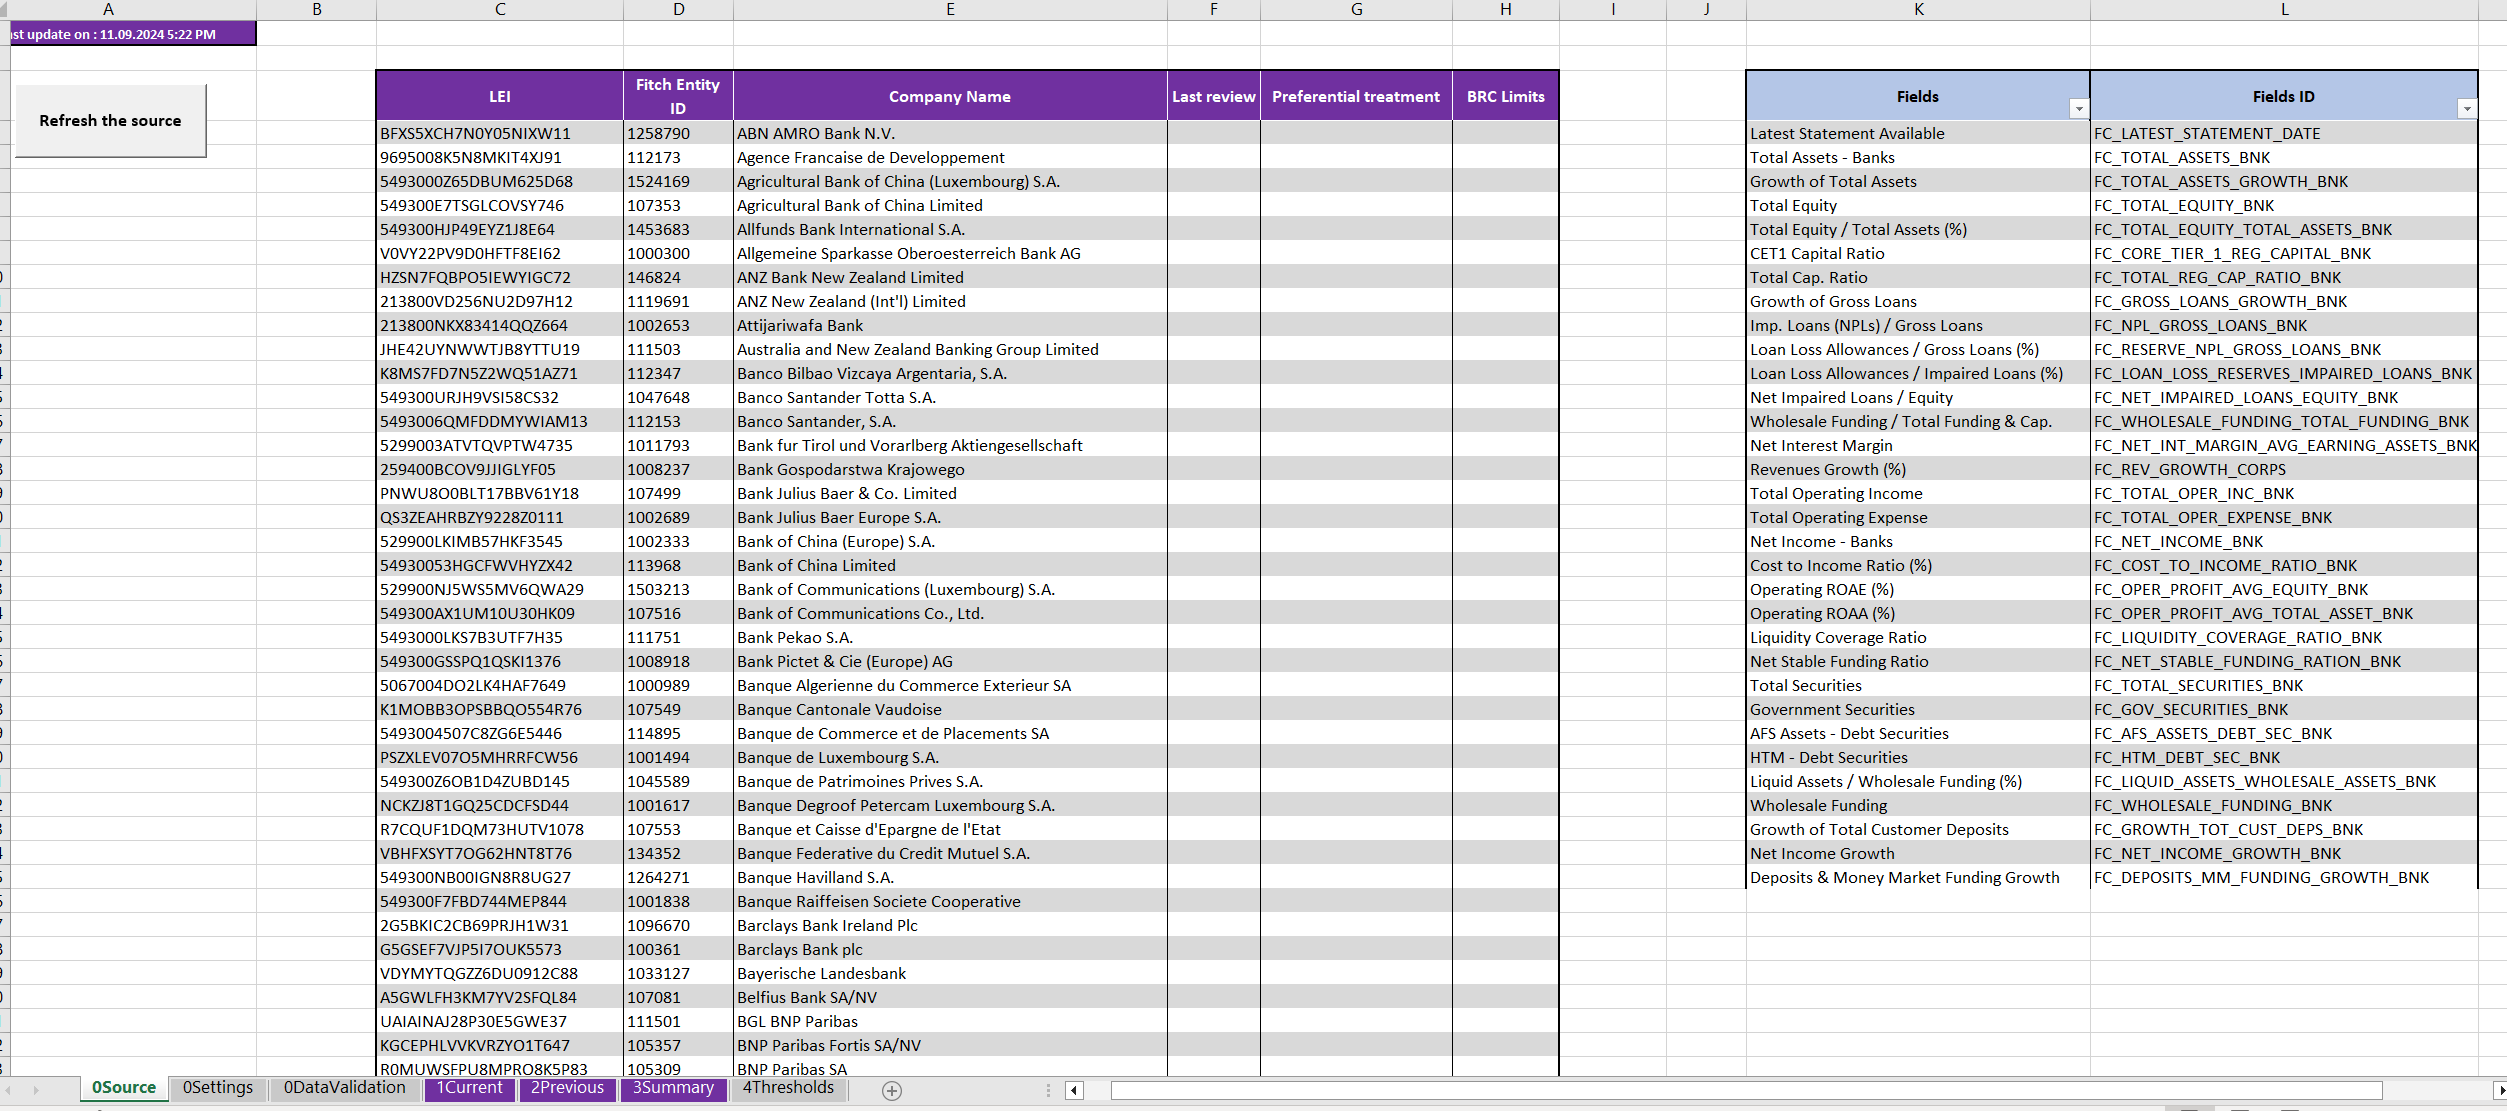 A B C D E F G H I J K L
st update on : 11.09.2024 5:22 PM
Refresh the source
LEI Fitch Entity ID Company Name Last review Preferential treatment BRC Limits Fields Fields ID
BFXS5XCH7N0Y05NIXW11 1258790 ABN AMRO Bank N.V. Latest Statement Available FC_LATEST_STATEMENT_DATE
9695008K5N8MKIT4XJ91 112173 Agence Francaise de Developpement Total Assets - Banks FC_TOTAL_ASSETS_BNK
5493000Z65DBUM625D68 1524169 Agricultural Bank of China (Luxembourg) S.A. Growth of Total Assets FC_TOTAL_ASSETS_GROWTH_BNK
549300E7TSGLCOVSY746 107353 Agricultural Bank of China Limited Total Equity FC_TOTAL_EQUITY_BNK
549300HJP49EYZ1J8E64 1453683 Allfunds Bank International S.A. Total Equity / Total Assets (%) FC_TOTAL_EQUITY_TOTAL_ASSETS_BNK
V0VY22PV9D0HFTF8EI62 1000300 Allgemeine Sparkasse Oberoesterreich Bank AG CET1 Capital Ratio FC_CORE_TIER_1_REG_CAPITAL_BNK
HZSN7FQBPO5IEWYIGC72 146824 ANZ Bank New Zealand Limited Total Cap. Ratio FC_TOTAL_REG_CAP_RATIO_BNK
213800VD256NU2D97H12 1119691 ANZ New Zealand (Int'l) Limited Growth of Gross Loans FC_GROSS_LOANS_GROWTH_BNK
213800NKX83414QQZ664 1002653 Attijariwafa Bank Imp. Loans (NPLs) / Gross Loans FC_NPL_GROSS_LOANS_BNK
JHE42UYNWWTJB8YTTU19 111503 Australia and New Zealand Banking Group Limited Loan Loss Allowances / Gross Loans (%) FC_RESERVE_NPL_GROSS_LOANS_BNK
K8MS7FD7N5Z2WQ51AZ71 112347 Banco Bilbao Vizcaya Argentaria, S.A. Loan Loss Allowances / Impaired Loans (%) FC_LOAN_LOSS_RESERVES_IMPAIRED_LOANS_BNK
549300URJH9VSI58CS32 1047648 Banco Santander Totta S.A. Net Impaired Loans / Equity FC_NET_IMPAIRED_LOANS_EQUITY_BNK
5493006QMFDDMYWIAM13 112153 Banco Santander, S.A. Wholesale Funding / Total Funding & Cap. FC_WHOLESALE_FUNDING_TOTAL_FUNDING_BNK
5299003ATVTQVPTW4735 1011793 Bank fur Tirol und Vorarlberg Aktiengesellschaft Net Interest Margin FC_NET_INT_MARGIN_AVG_EARNING_ASSETS_BNK
259400BCOV9JJIGLYF05 1008237 Bank Gospodarstwa Krajowego Revenues Growth (%) FC_REV_GROWTH_CORPS
PNWU8O0BLT17BBV61Y18 107499 Bank Julius Baer & Co. Limited Total Operating Income FC_TOTAL_OPER_INC_BNK
QS3ZEAHRBZY9228Z0111 1002689 Bank Julius Baer Europe S.A. Total Operating Expense FC_TOTAL_OPER_EXPENSE_BNK
529900LKIMB57HKF3545 1002333 Bank of China (Europe) S.A. Net Income - Banks FC_NET_INCOME_BNK
54930053HGCFWVHYZX42 113968 Bank of China Limited Cost to Income Ratio (%) FC_COST_TO_INCOME_RATIO_BNK
529900NJ5WS5MV6QWA29 1503213 Bank of Communications (Luxembourg) S.A. Operating ROAE (%) FC_OPER_PROFIT_AVG_EQUITY_BNK
549300AX1UM10U30HK09 107516 Bank of Communications Co., Ltd. Operating ROAA (%) FC_OPER_PROFIT_AVG_TOTAL_ASSET_BNK
5493000LKS7B3UTF7H35 111751 Bank Pekao S.A. Liquidity Coverage Ratio FC_LIQUIDITY_COVERAGE_RATIO_BNK
549300GSSPQ1QSKI1376 1008918 Bank Pictet & Cie (Europe) AG Net Stable Funding Ratio FC_NET_STABLE_FUNDING_RATION_BNK
5067004DO2LK4HAF7649 1000989 Banque Algerienne du Commerce Exterieur SA Total Securities FC_TOTAL_SECURITIES_BNK
K1MOBB3OPSBBQO554R76 107549 Banque Cantonale Vaudoise Government Securities FC_GOV_SECURITIES_BNK
5493004507C8ZG6E5446 114895 Banque de Commerce et de Placements SA AFS Assets - Debt Securities FC_AFS_ASSETS_DEBT_SEC_BNK
PSZXLEV07O5MHRRFCW56 1001494 Banque de Luxembourg S.A. HTM - Debt Securities FC_HTM_DEBT_SEC_BNK
549300Z6OB1D4ZUBD145 1045589 Banque de Patrimoines Prives S.A. Liquid Assets / Wholesale Funding (%) FC_LIQUID_ASSETS_WHOLESALE_ASSETS_BNK
NCKZJ8T1GQ25CDCFSD44 1001617 Banque Degroof Petercam Luxembourg S.A. Wholesale Funding FC_WHOLESALE_FUNDING_BNK
R7CQUF1DQM73HUTV1078 107553 Banque et Caisse d'Epargne de l'Etat Growth of Total Customer Deposits FC_GROWTH_TOT_CUST_DEPS_BNK
VBHFXSYT7OG62HNT8T76 134352 Banque Federative du Credit Mutuel S.A. Net Income Growth FC_NET_INCOME_GROWTH_BNK
549300NB00IGN8R8UG27 1264271 Banque Havilland S.A. Deposits & Money Market Funding Growth FC_DEPOSITS_MM_FUNDING_GROWTH_BNK
549300F7FBD744MEP844 1001838 Banque Raiffeisen Societe Cooperative
2G5BKIC2CB69PRJH1W31 1096670 Barclays Bank Ireland Plc
G5GSEF7VJP5I7OUK5573 100361 Barclays Bank plc
VDYMYTQGZZ6DU0912C88 1033127 Bayerische Landesbank
A5GWLFH3KM7YV2SFQL84 107081 Belfius Bank SA/NV
UAIAINAJ28P30E5GWE37 111501 BGL BNP Paribas
KGCEPHLVVKVRZYO1T647 105357 BNP Paribas Fortis SA/NV
R0MUWSFPU8MPRO8K5P83 105309 BNP Paribas SA
0Source 0Settings 0DataValidation 1Current 2Previous 3Summary 4Thresholds